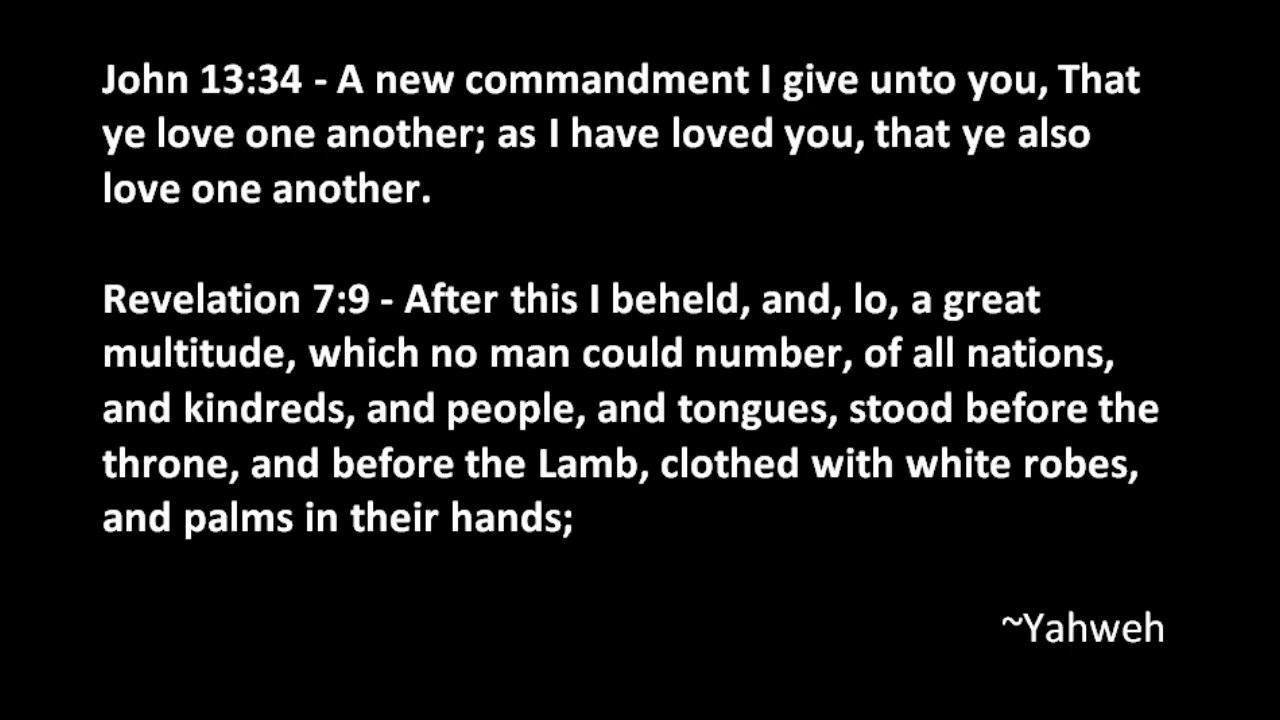 John 13:34 - A new commandment I give unto you, That
ye love one another; as I have loved you, that ye also
love one another.
Revelation 7:9 - After this I beheld, and, lo, a great
multitude, which no man could number, of all nations,
and kindreds, and people, and tongues, stood before the
throne, and before the Lamb, clothed with white robes,
and palms in their hands;
~Yahweh